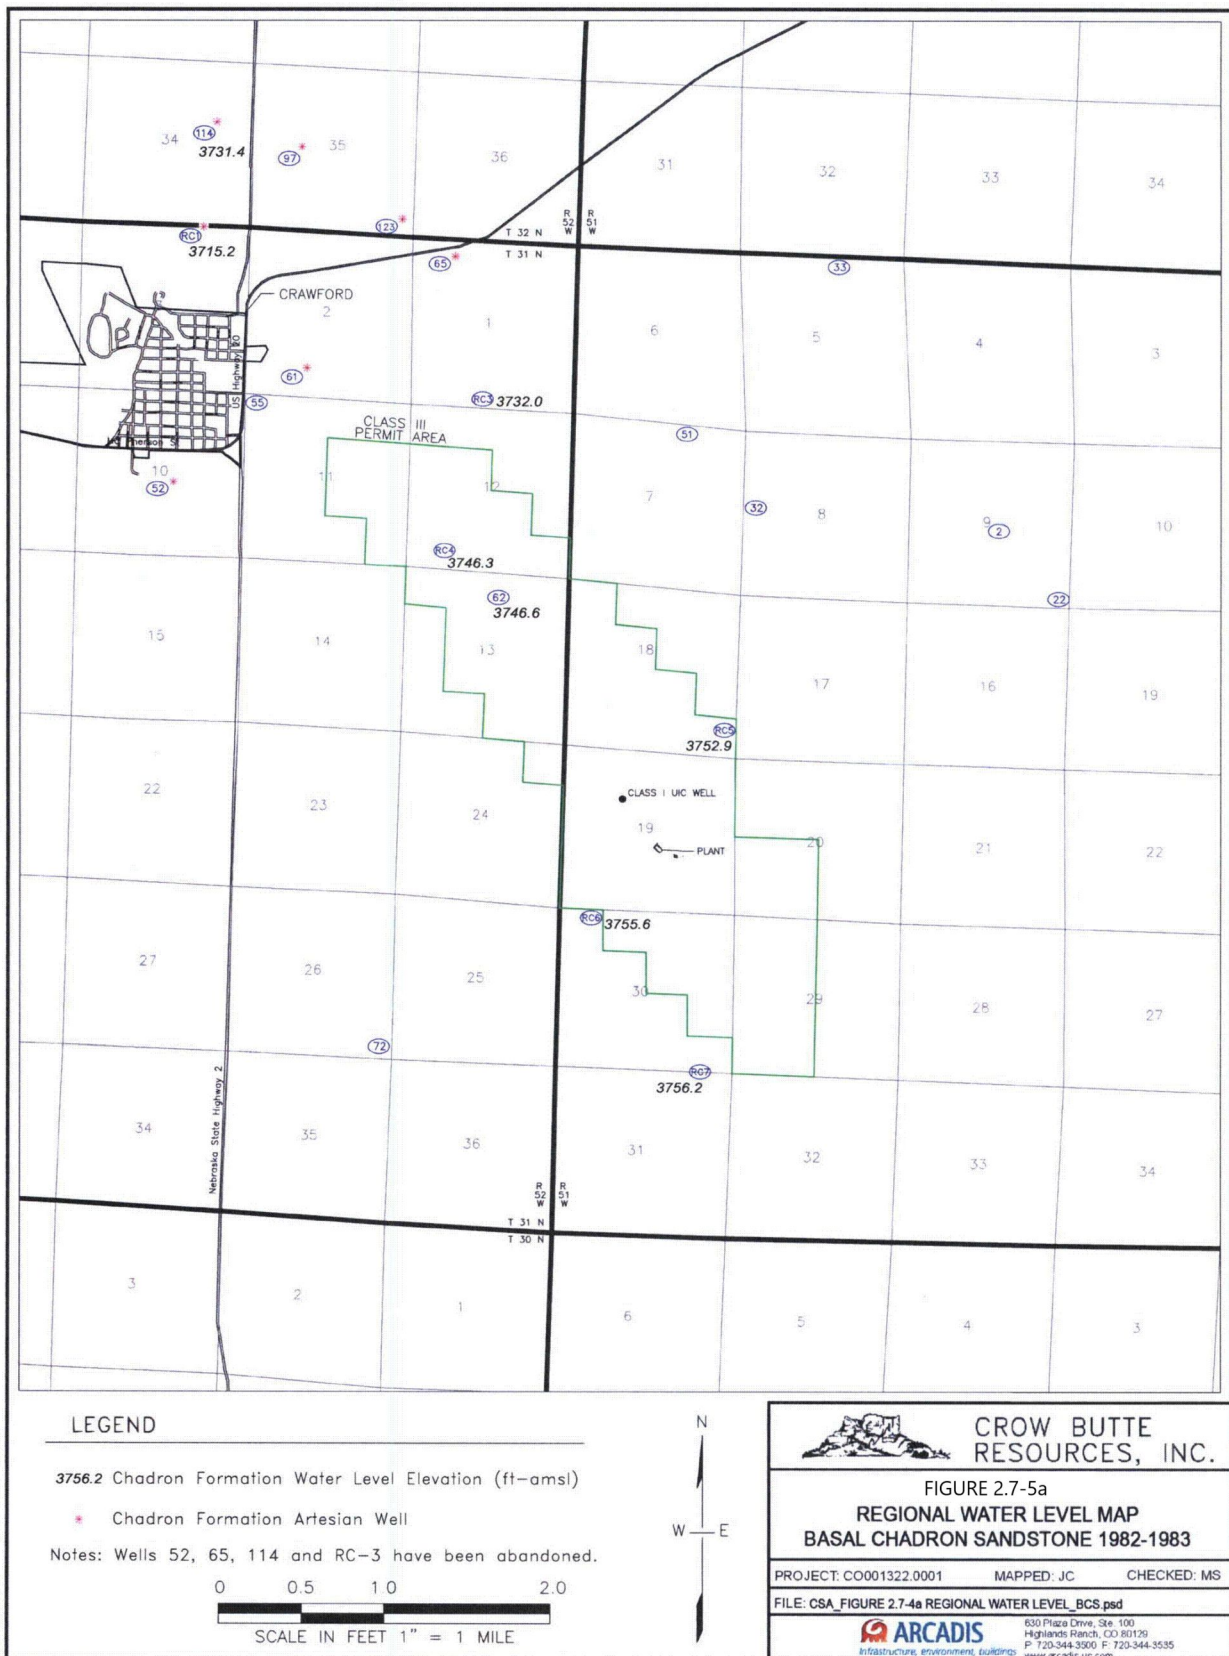 34
114
3731.4
97
35
36
31
32
33
34
RC1
3715.2
123
65
R 52 W
R 51 W
T 32 N
T 31 N
33
CRAWFORD
2
1
6
5
4
3
US Highway 20
61
55
RC3
3732.0
CLASS III
PERMIT AREA
51
10
52
11
12
7
32
8
9
2
10
RC4
3746.3
62
3746.6
22
15
14
13
18
17
16
19
RC5
3752.9
22
23
24
CLASS I UIC WELL
19
PLANT
20
21
22
RC6
3755.6
27
26
25
30
29
28
27
72
RC7
3756.2
Nebraska State Highway 2
34
35
36
31
32
33
34
R 52 W
R 51 W
T 31 N
T 30 N
3
2
1
6
5
4
3
LEGEND
3756.2 Chadron Formation Water Level Elevation (ft-amsl)
* Chadron Formation Artesian Well
Notes: Wells 52, 65, 114 and RC-3 have been abandoned.
0 0.5 1.0 2.0
SCALE IN FEET 1" = 1 MILE
N
W E
CROW BUTTE
RESOURCES, INC.
FIGURE 2.7-5a
REGIONAL WATER LEVEL MAP
BASAL CHADRON SANDSTONE 1982-1983
PROJECT: CO001322.0001 MAPPED: JC CHECKED: MS
FILE: CSA_FIGURE 2.7-4a REGIONAL WATER LEVEL_BCS.psd
ARCADIS
Infrastructure, environment, buildings
630 Plaza Drive, Ste. 100
Highlands Ranch, CO 80129
P: 720-344-3500 F: 720-344-3535
www.arcadis-us.com